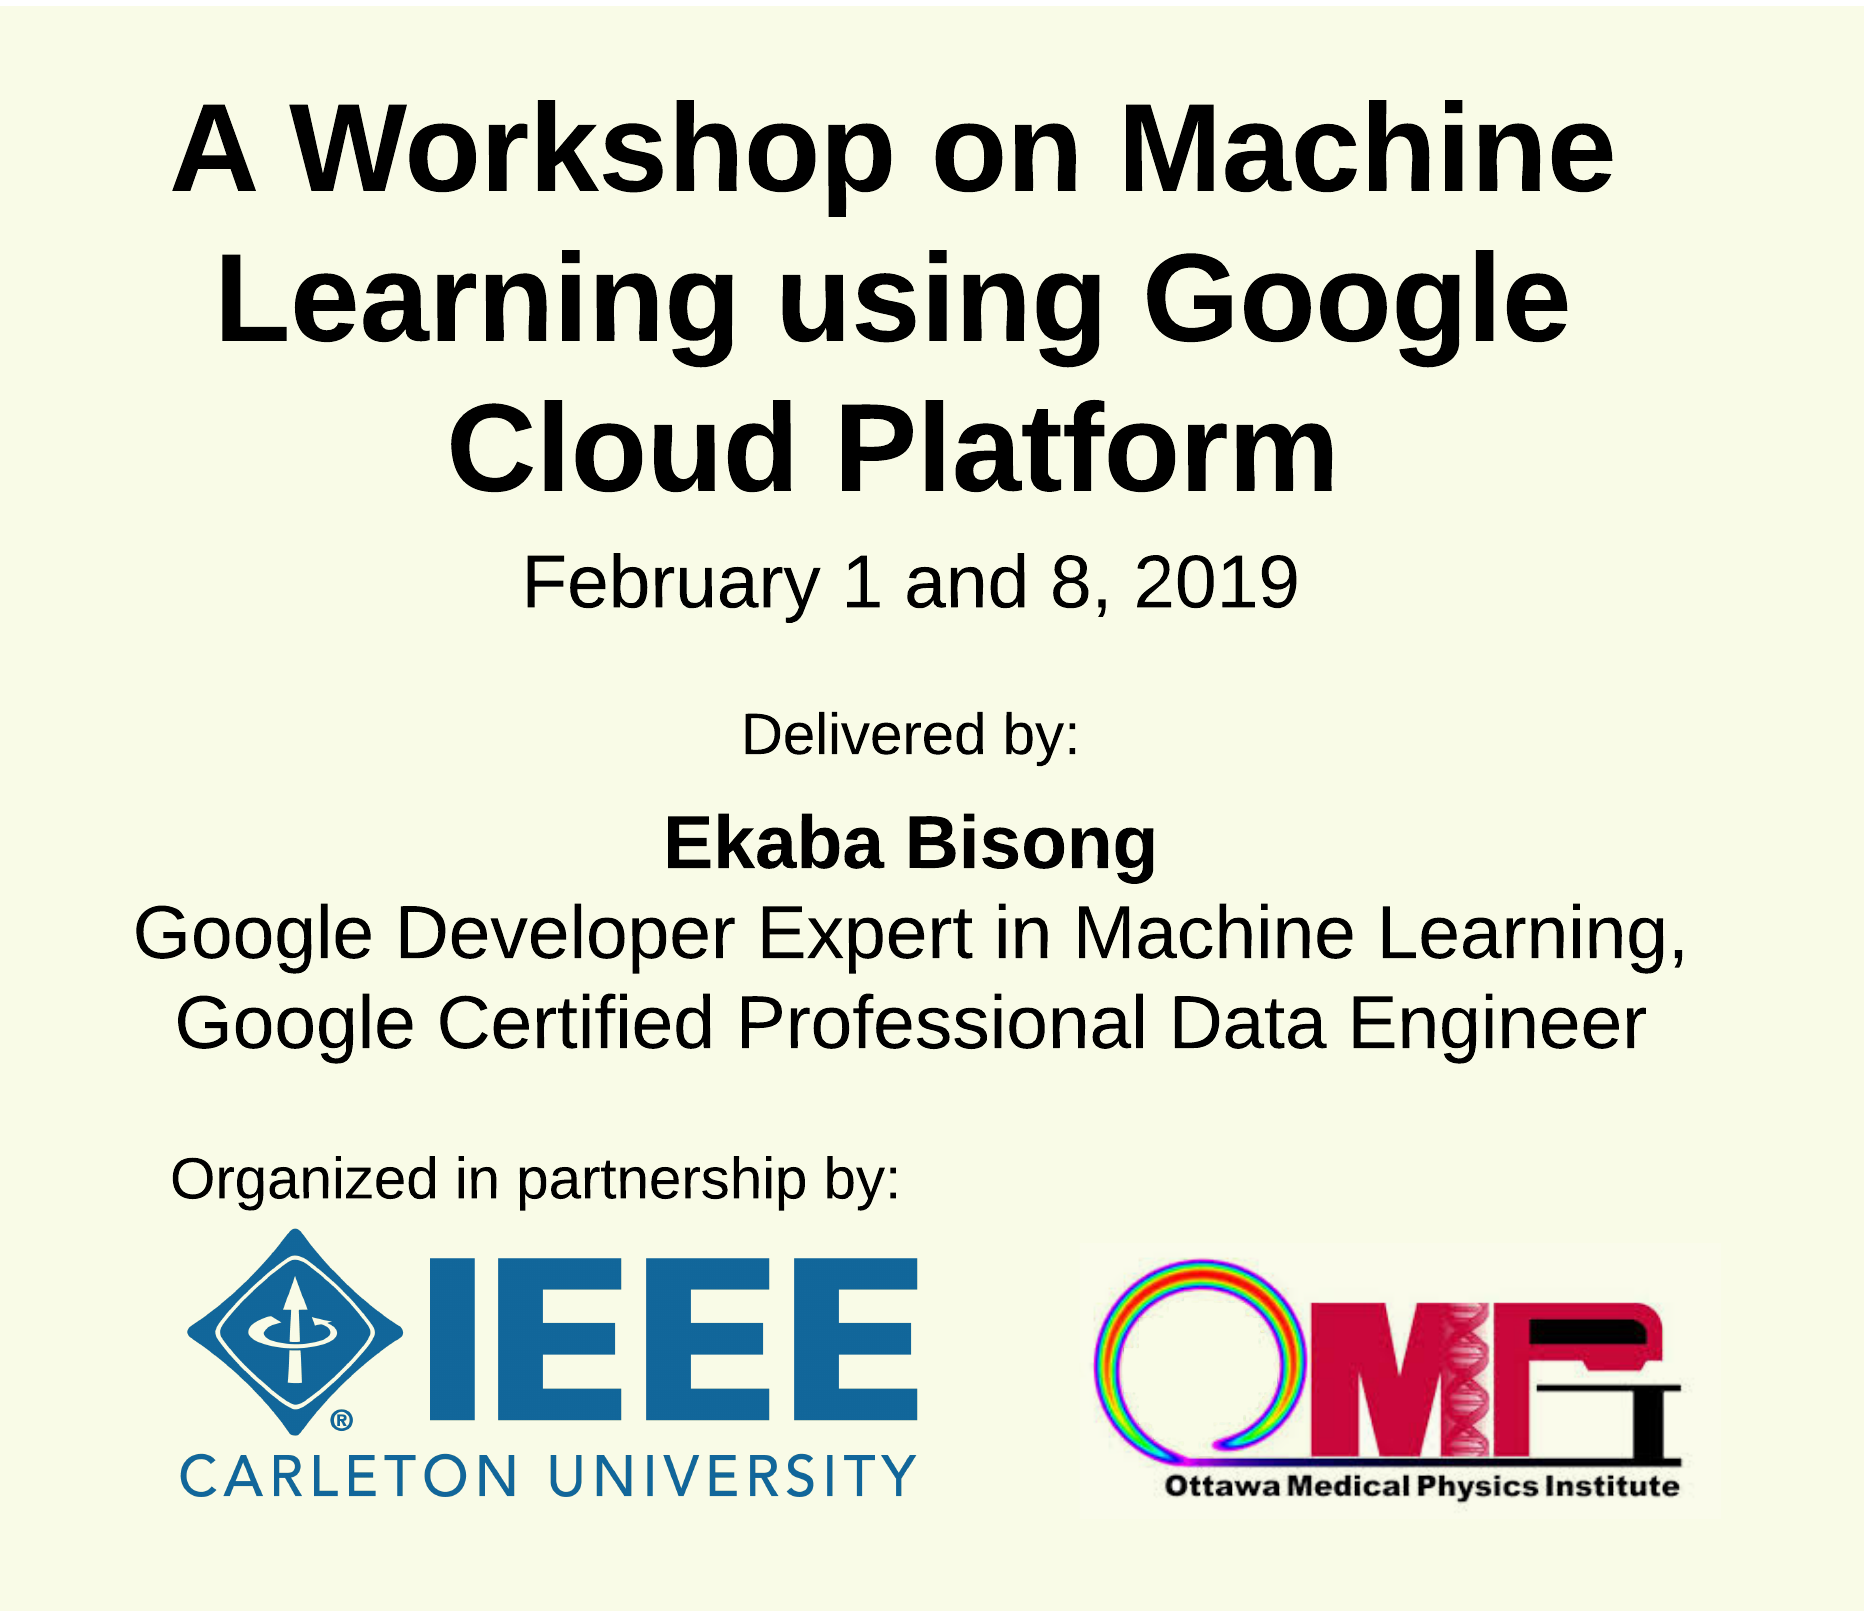 A Workshop on Machine
Learning using Google
Cloud Platform
February 1 and 8, 2019
Delivered by:
Ekaba Bisong
Google Developer Expert in Machine Learning,
Google Certified Professional Data Engineer
Organized in partnership by:
IEEE
®
CARLETON UNIVERSITY
OMPI
Ottawa Medical Physics Institute